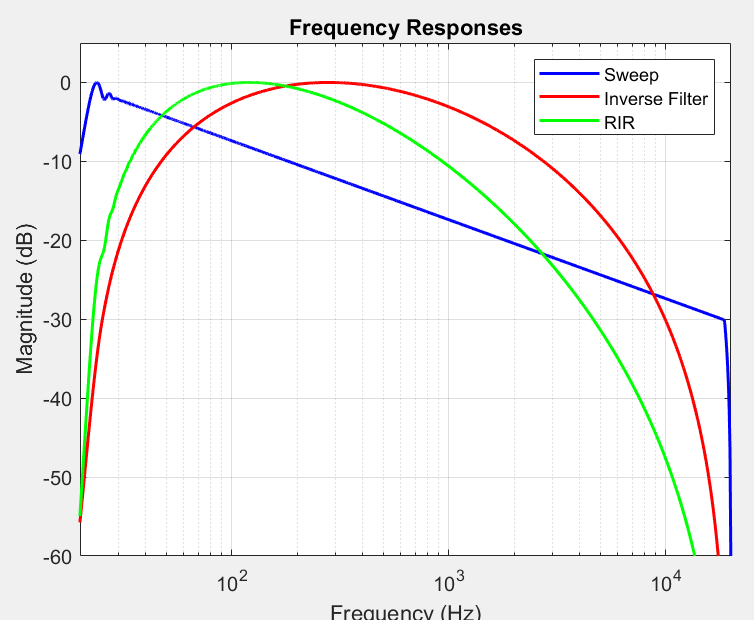 Frequency Responses
Sweep
Inverse Filter
RIR
0
-10
-20
-30
-40
-50
-60
Magnitude (dB)
10²
10³
10⁴
Frequency (Hz)